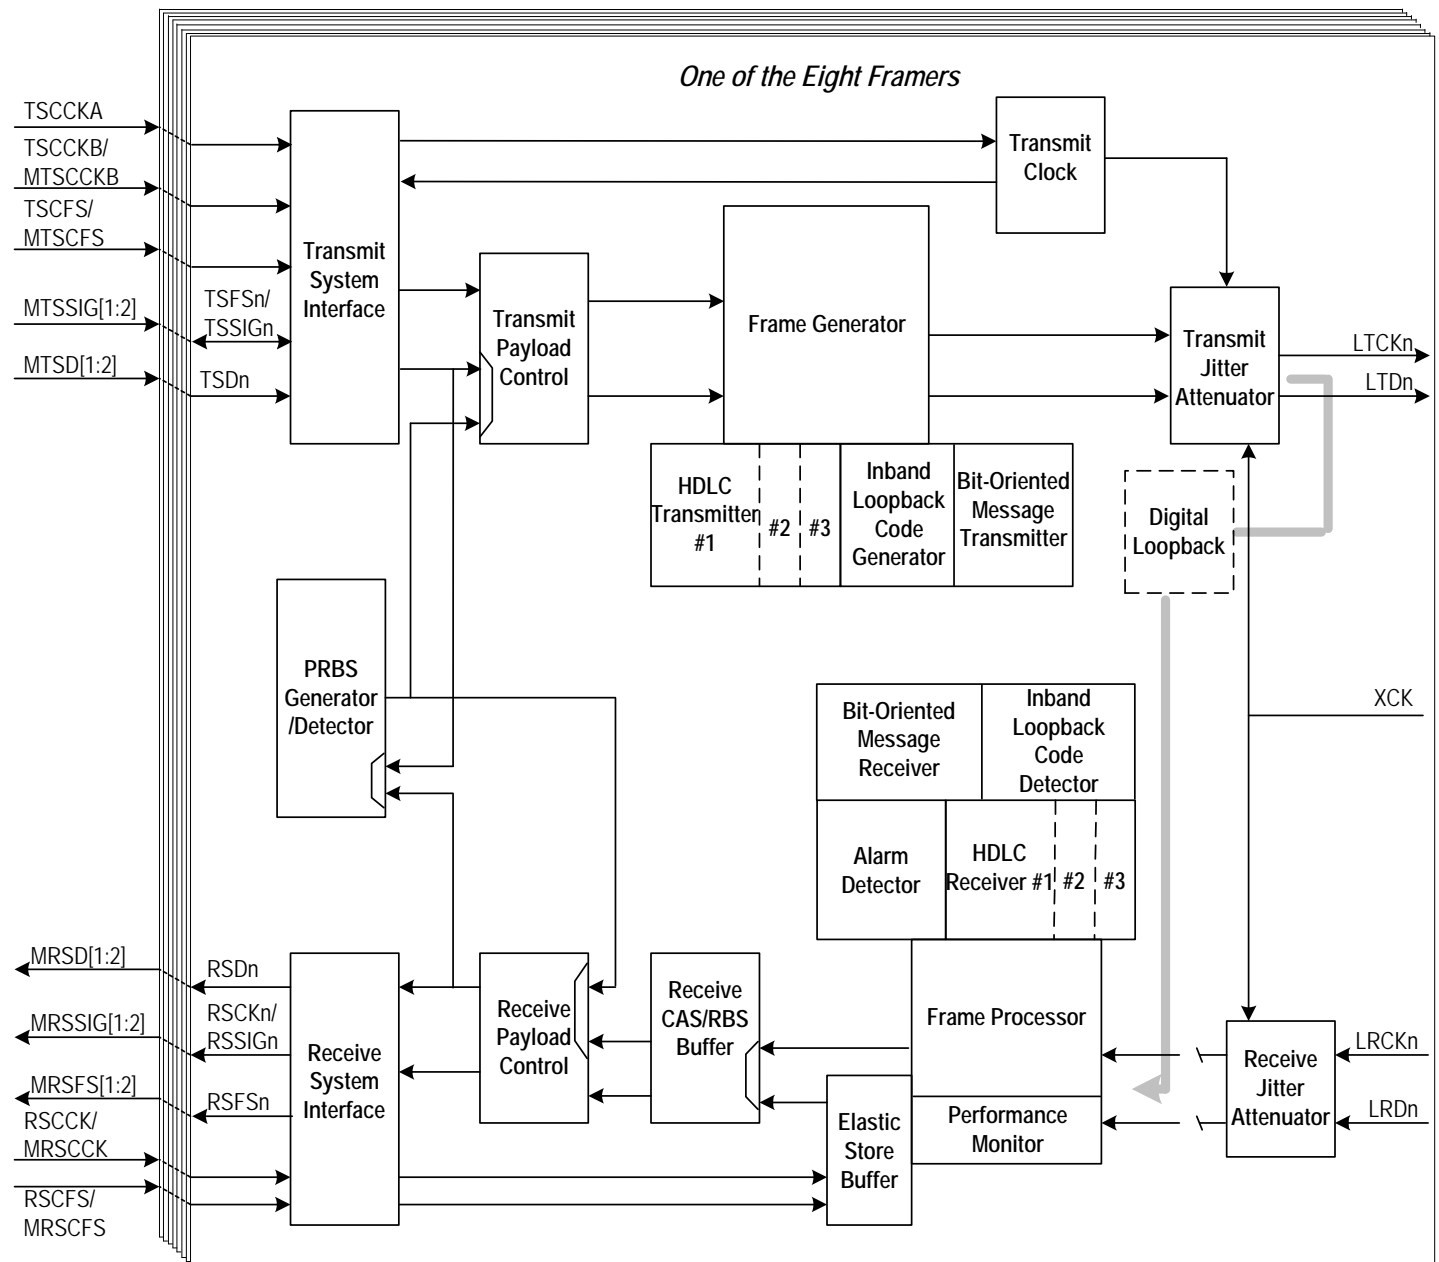 One of the Eight Framers
TSCCKA
TSCCKB/
MTSCCKB
TSCFS/
MTSCFS
MTSSIG[1:2]
MTSD[1:2]
TSFSn/
TSSIGn
TSDn
Transmit
System
Interface
Transmit
Payload
Control
Frame Generator
Transmit
Clock
Transmit
Jitter
Attenuator
LTCKn
LTDn
HDLC
Transmitter
#1
#2
#3
Inband
Loopback
Code
Generator
Bit-Oriented
Message
Transmitter
Digital
Loopback
PRBS
Generator
/Detector
XCK
Bit-Oriented
Message
Receiver
Inband
Loopback
Code
Detector
Alarm
Detector
HDLC
Receiver #1
#2
#3
MRSD[1:2]
MRSSIG[1:2]
MRSFS[1:2]
RSCCK/
MRSCCK
RSCFS/
MRSCFS
RSDn
RSCKn/
RSSIGn
RSFSn
Receive
System
Interface
Receive
Payload
Control
Receive
CAS/RBS
Buffer
Elastic
Store
Buffer
Frame Processor
Performance
Monitor
Receive
Jitter
Attenuator
LRCKn
LRDn